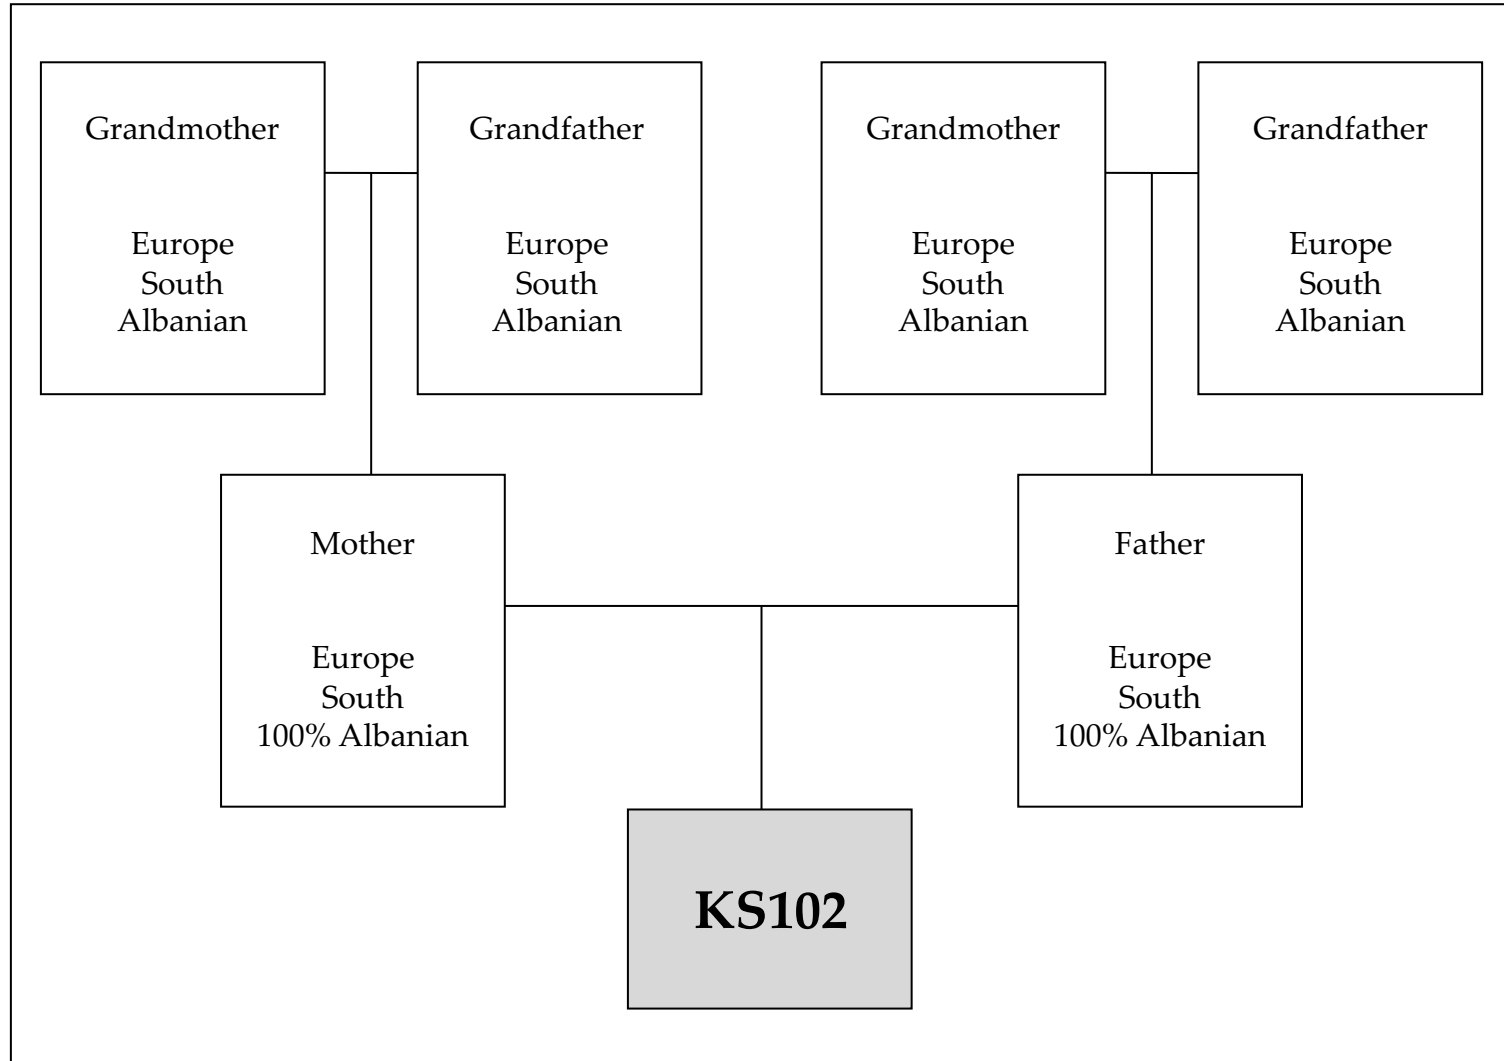 Grandmother
Europe
South
Albanian
Grandfather
Europe
South
Albanian
Grandmother
Europe
South
Albanian
Grandfather
Europe
South
Albanian
Mother
Europe
South
100% Albanian
Father
Europe
South
100% Albanian
KS102